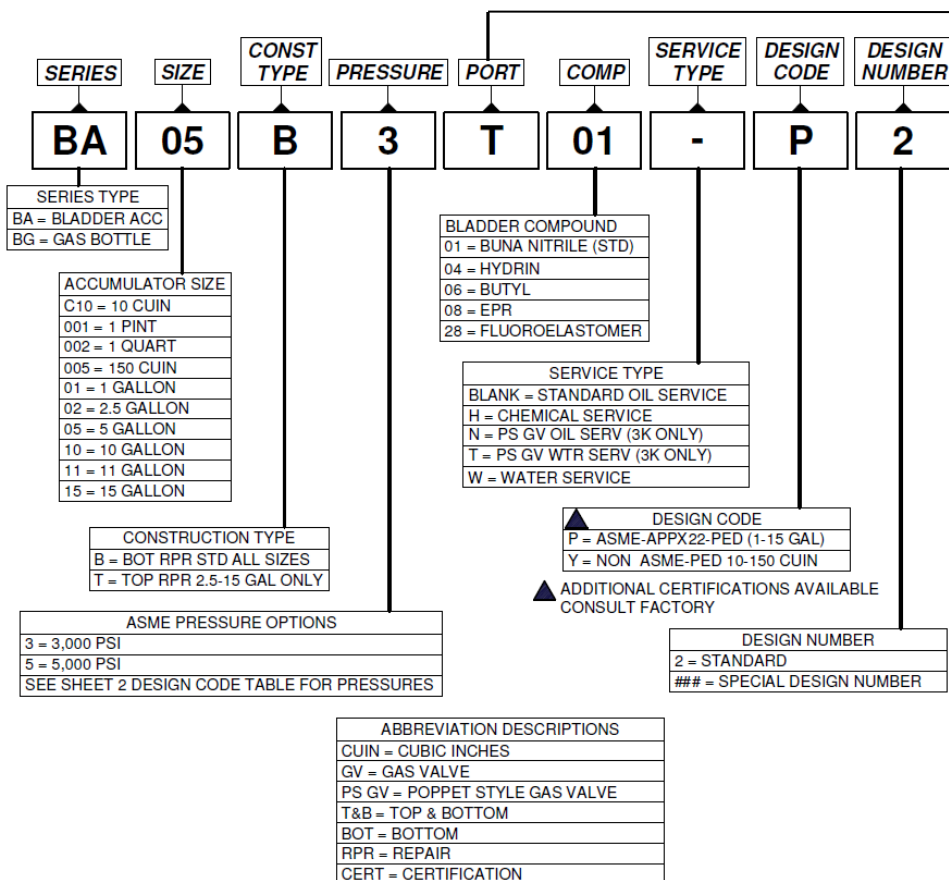 SERIES
SIZE
CONST
TYPE
PRESSURE
PORT
COMP
SERVICE
TYPE
DESIGN
CODE
DESIGN
NUMBER
BA
05
B
3
T
01
-
P
2
SERIES TYPE
BA = BLADDER ACC
BG = GAS BOTTLE
ACCUMULATOR SIZE
C10 = 10 CUIN
001 = 1 PINT
002 = 1 QUART
005 = 150 CUIN
01 = 1 GALLON
02 = 2.5 GALLON
05 = 5 GALLON
10 = 10 GALLON
11 = 11 GALLON
15 = 15 GALLON
BLADDER COMPOUND
01 = BUNA NITRILE (STD)
04 = HYDRIN
06 = BUTYL
08 = EPR
28 = FLUOROELASTOMER
SERVICE TYPE
BLANK = STANDARD OIL SERVICE
H = CHEMICAL SERVICE
N = PS GV OIL SERV (3K ONLY)
T = PS GV WTR SERV (3K ONLY)
W = WATER SERVICE
CONSTRUCTION TYPE
B = BOT RPR STD ALL SIZES
T = TOP RPR 2.5-15 GAL ONLY
DESIGN CODE
P = ASME-APPX22-PED (1-15 GAL)
Y = NON ASME-PED 10-150 CUIN
ADDITIONAL CERTIFICATIONS AVAILABLE
CONSULT FACTORY
ASME PRESSURE OPTIONS
3 = 3,000 PSI
5 = 5,000 PSI
SEE SHEET 2 DESIGN CODE TABLE FOR PRESSURES
DESIGN NUMBER
2 = STANDARD
### = SPECIAL DESIGN NUMBER
ABBREVIATION DESCRIPTIONS
CUIN = CUBIC INCHES
GV = GAS VALVE
PS GV = POPPET STYLE GAS VALVE
T&B = TOP & BOTTOM
BOT = BOTTOM
RPR = REPAIR
CERT = CERTIFICATION